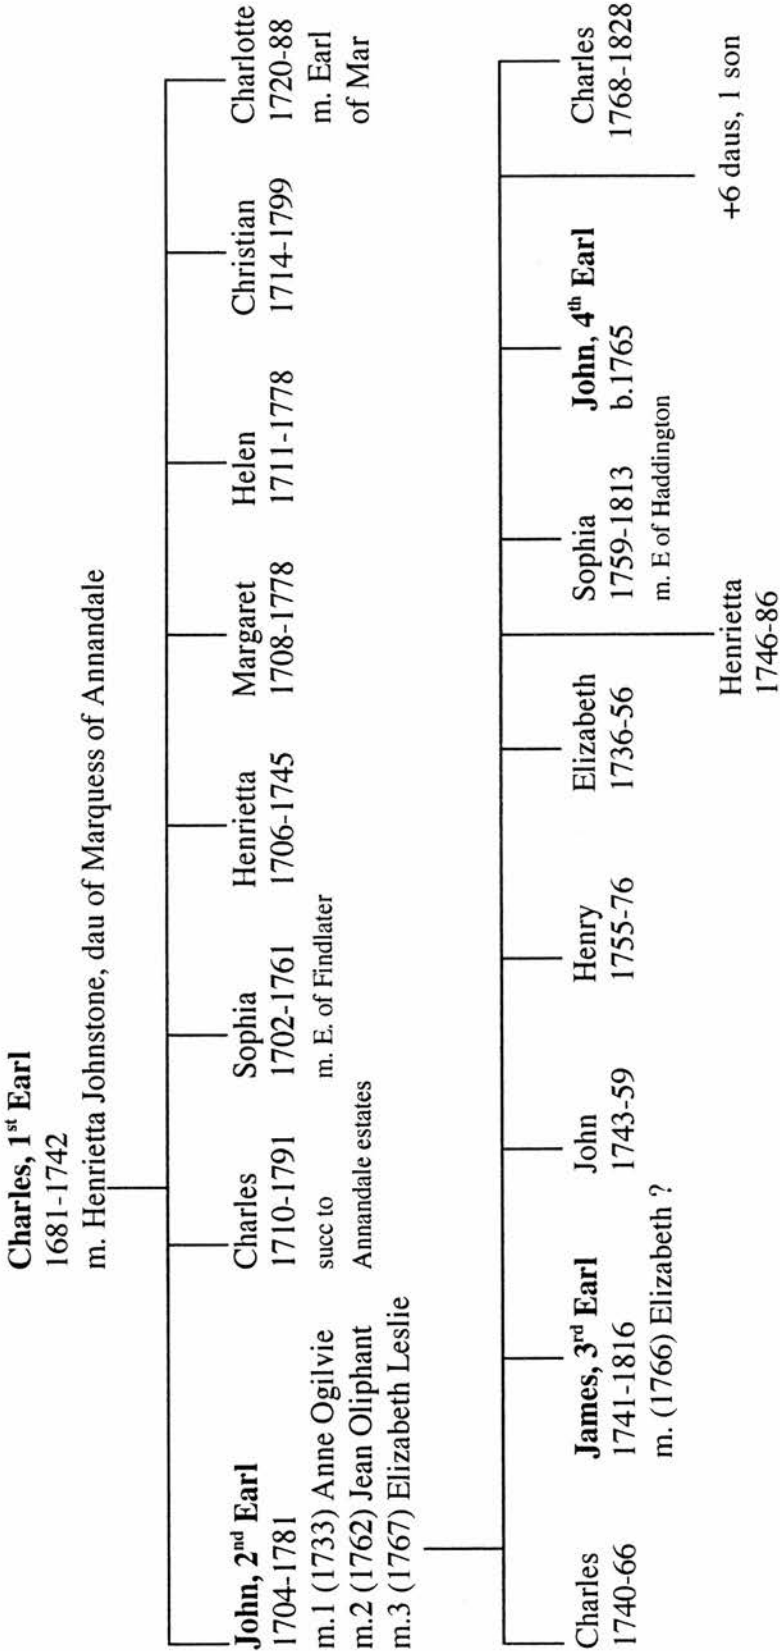 Charles, 1st Earl
1681-1742
m. Henrietta Johnstone, dau of Marquess of Annandale
John, 2nd Earl
1704-1781
m.1 (1733) Anne Ogilvie
m.2 (1762) Jean Oliphant
m.3 (1767) Elizabeth Leslie
Charles
1710-1791
succ to
Annandale estates
Sophia
1702-1761
m. E. of Findlater
Henrietta
1706-1745
Margaret
1708-1778
Helen
1711-1778
Christian
1714-1799
Charlotte
1720-88
m. Earl
of Mar
Charles
1740-66
James, 3rd Earl
1741-1816
m. (1766) Elizabeth ?
John
1743-59
Henry
1755-76
Elizabeth
1736-56
Henrietta
1746-86
Sophia
1759-1813
m. E of Haddington
John, 4th Earl
b.1765
+6 daus, 1 son
Charles
1768-1828